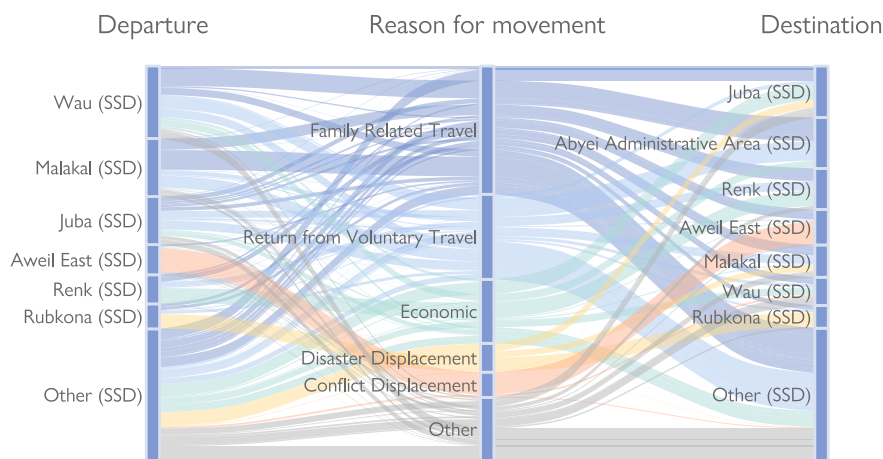 Departure
Reason for movement
Destination
Wau (SSD)
Malakal (SSD)
Juba (SSD)
Aweil East (SSD)
Renk (SSD)
Rubkona (SSD)
Other (SSD)
Family Related Travel
Return from Voluntary Travel
Economic
Disaster Displacement
Conflict Displacement
Other
Juba (SSD)
Abyei Administrative Area (SSD)
Renk (SSD)
Aweil East (SSD)
Malakal (SSD)
Wau (SSD)
Rubkona (SSD)
Other (SSD)